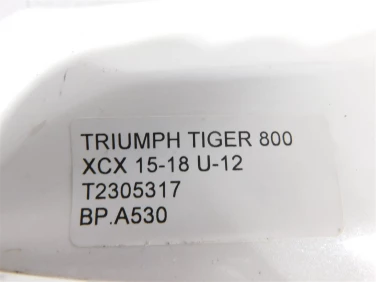 TRIUMPH TIGER 800
XCX 15-18 U-12
T2305317
BP.A530